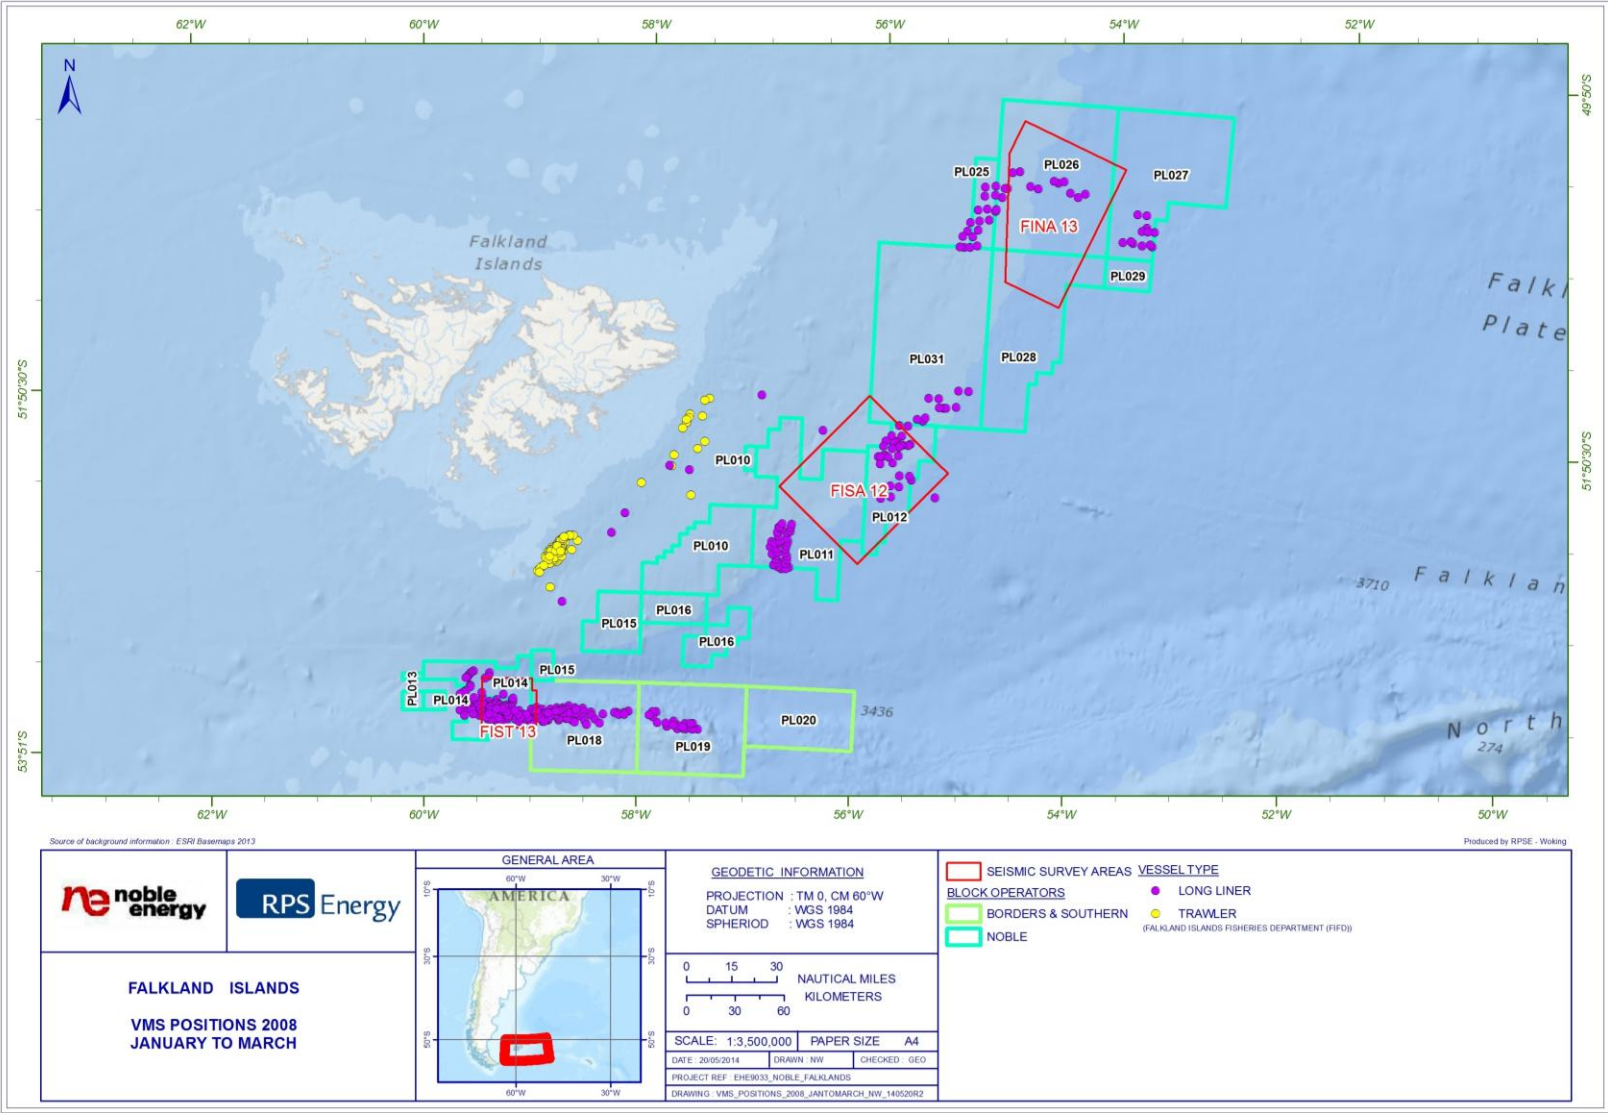 62°W 60°W 58°W 56°W 54°W 52°W
N
49°50'S
PL026
PL025
PL027
FINA 13
Falkland
Islands
PL029
Falkl
Plate
PL031
PL028
51°50'30"S
PL010
51°50'30"S
FISA 12
PL012
PL010
PL011
3710
Falklan
PL016
PL015
PL016
PL015
PL013
PL014
PL014
3436
PL020
FIST 13
PL018
PL019
North
274
53°51'S
62°W 60°W 58°W 56°W 54°W 52°W 50°W
Source of background information : ESRI Basemaps 2013
Produced by RPSE - Woking
ne noble
energy
RPS Energy
FALKLAND ISLANDS
VMS POSITIONS 2008
JANUARY TO MARCH
GENERAL AREA
60°W 30°W
AMERICA
10°S 10°S
30°S 30°S
50°S 50°S
60°W 30°W
GEODETIC INFORMATION
PROJECTION : TM 0, CM 60°W
DATUM : WGS 1984
SPHERIOD : WGS 1984
0 15 30
NAUTICAL MILES
KILOMETERS
0 30 60
SCALE: 1:3,500,000 PAPER SIZE A4
DATE : 20/05/2014 DRAWN : NW CHECKED : GEO
PROJECT REF : EHE9033_NOBLE_FALKLANDS
DRAWING : VMS_POSITIONS_2008_JANTOMARCH_NW_140520R2
SEISMIC SURVEY AREAS
BLOCK OPERATORS
BORDERS & SOUTHERN
NOBLE
VESSEL TYPE
LONG LINER
TRAWLER
(FALKLAND ISLANDS FISHERIES DEPARTMENT (FIFD))